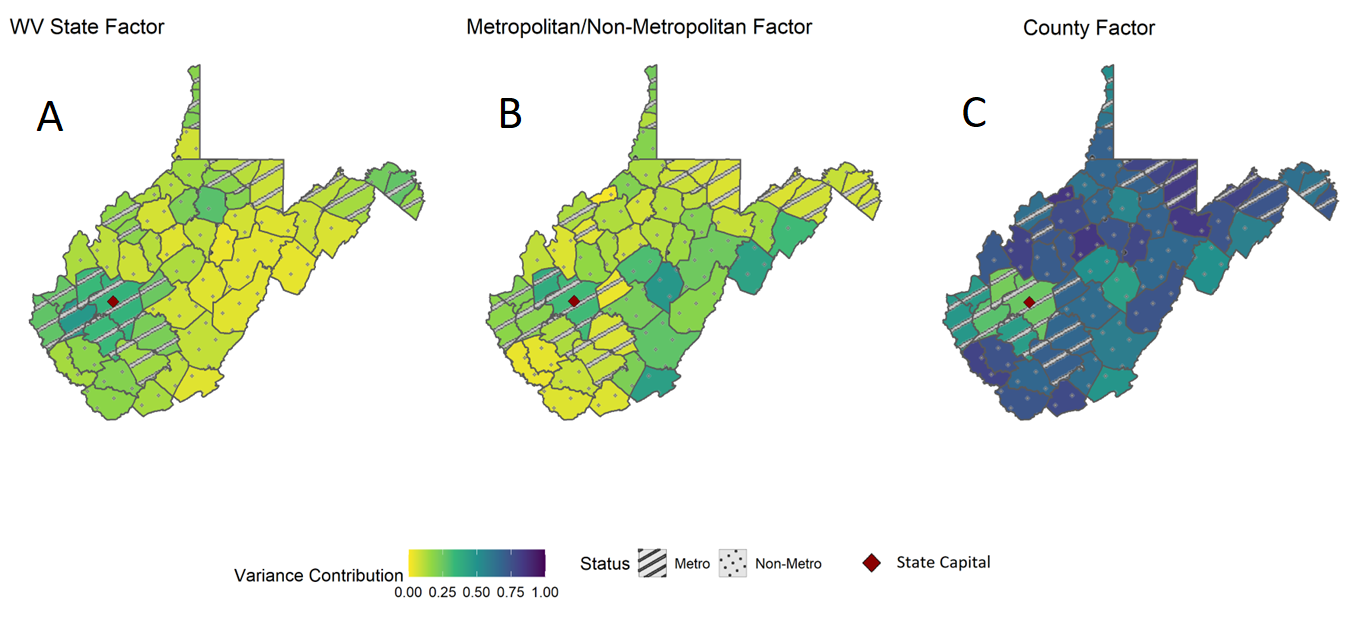 WV State Factor
Metropolitan/Non-Metropolitan Factor
County Factor
A
B
C
Variance Contribution
0.00 0.25 0.50 0.75 1.00
Status
Metro
Non-Metro
State Capital